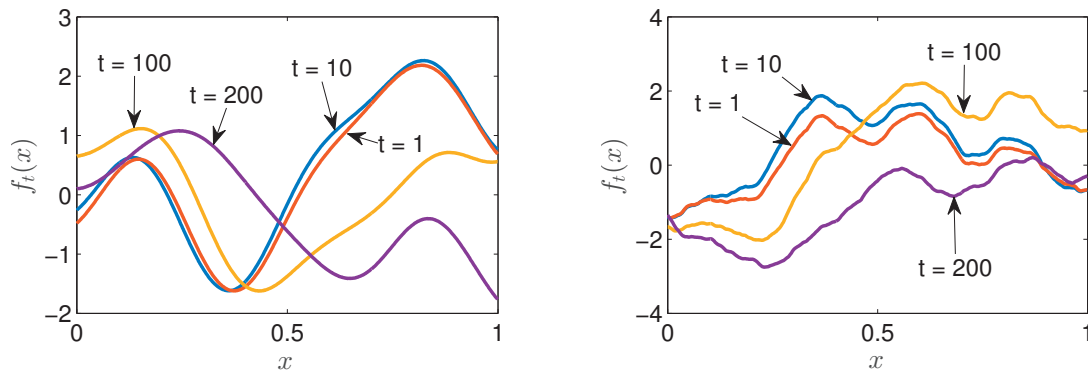 3
2
1
0
−1
−2
f_t(x)
t = 100
t = 200
t = 10
t = 1
0
0.5
1
x
4
2
0
−2
−4
f_t(x)
t = 10
t = 1
t = 100
t = 200
0
0.5
1
x